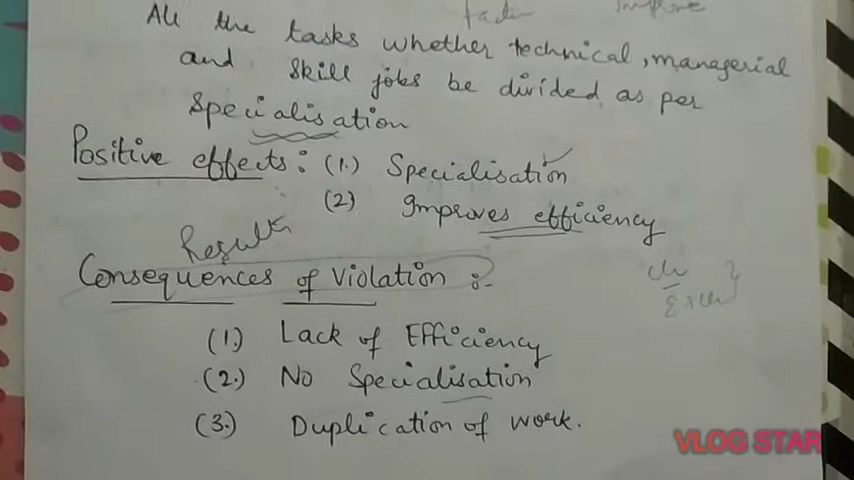 All the tasks whether technical, managerial
and skill jobs be divided as per
Specialisation
Positive effects: (1.) Specialisation
(2) Improves efficiency
Result
Consequences of Violation :-
(1.) Lack of Efficiency
(2.) No Specialisation
(3.) Duplication of work.
VLOG STAR